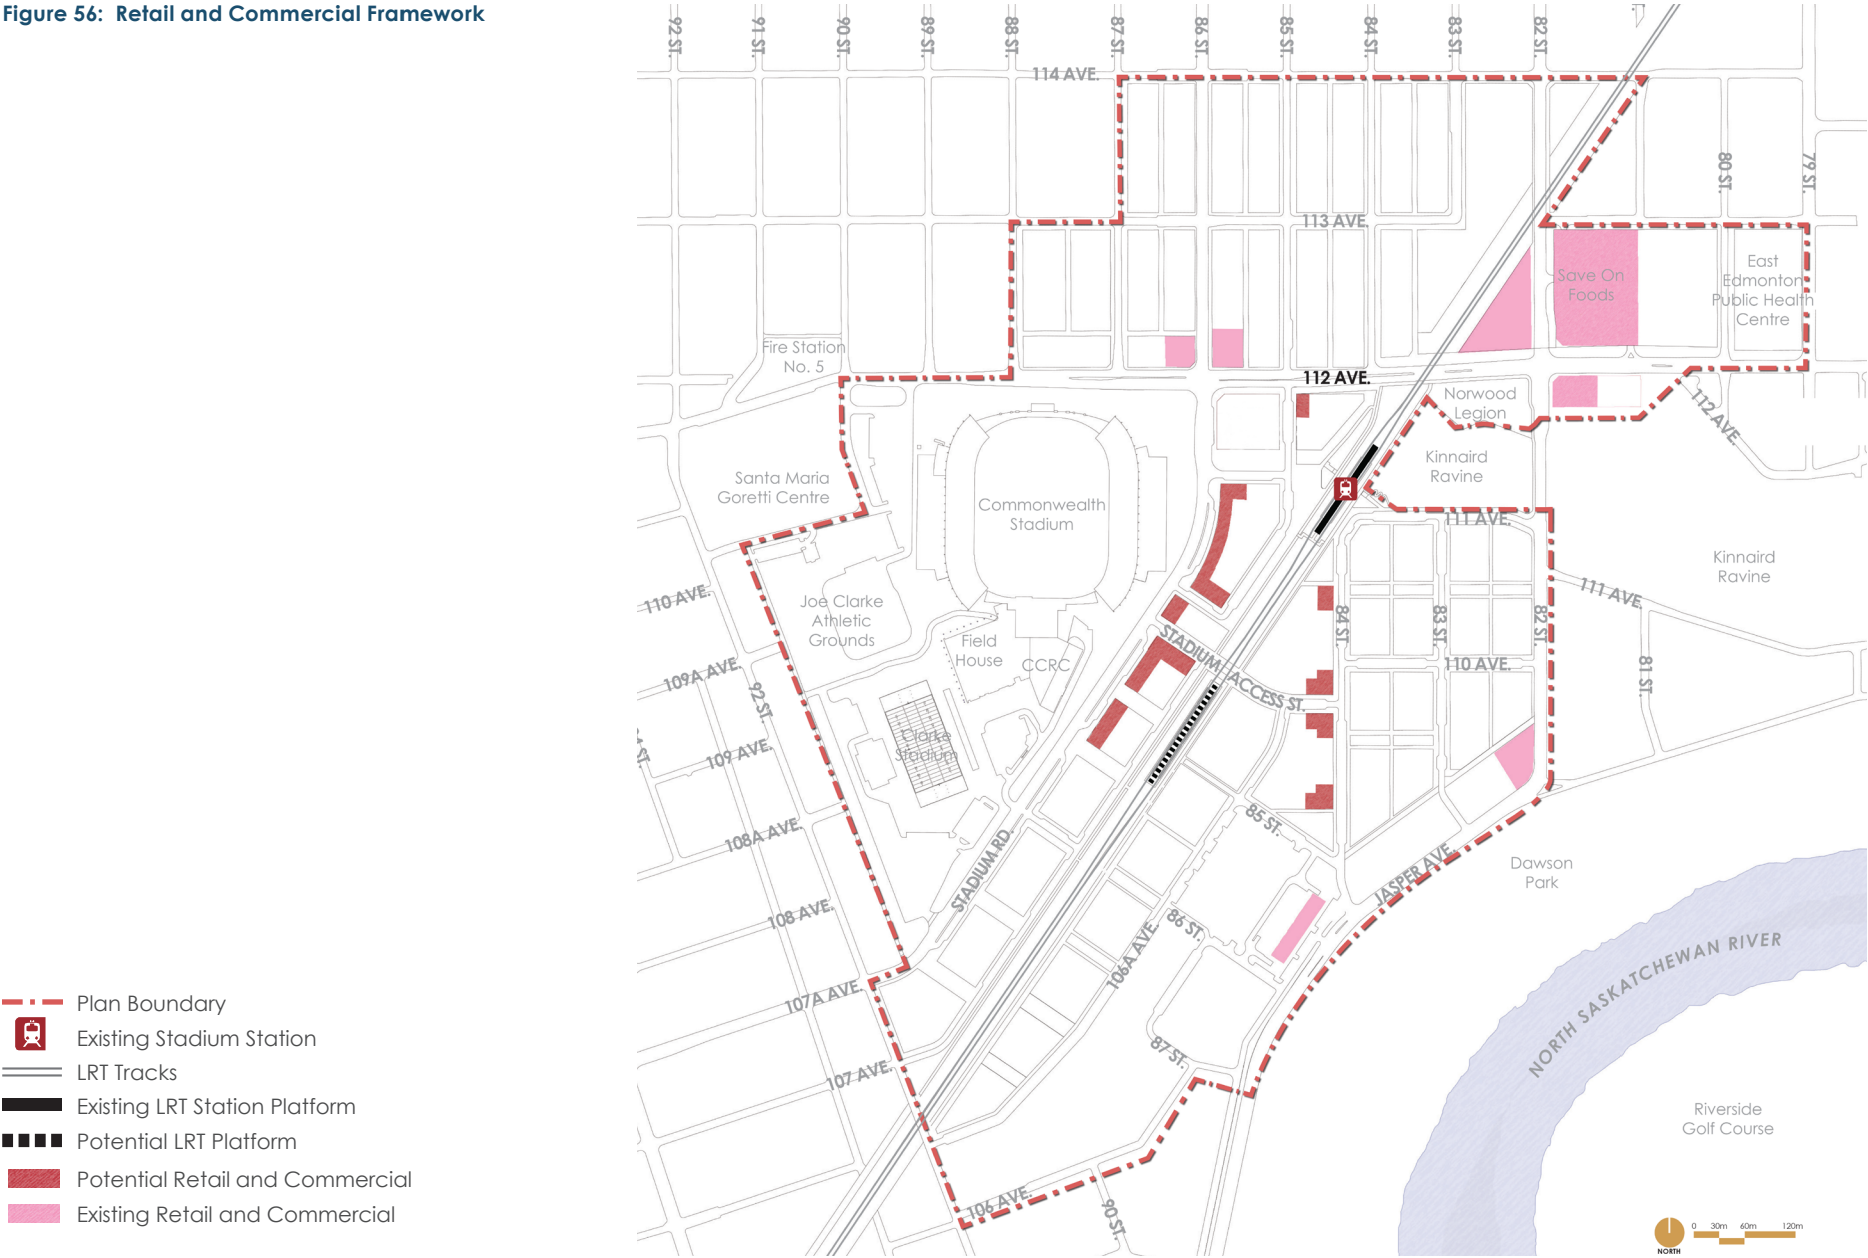 Figure 56: Retail and Commercial Framework
92 ST.
91 ST.
90 ST.
89 ST.
88 ST.
87 ST.
86 ST.
85 ST.
84 ST.
83 ST.
82 ST.
114 AVE.
80 ST.
79 ST.
113 AVE.
Save On
Foods
East
Edmonton
Public Health
Centre
Fire Station
No. 5
112 AVE.
Norwood
Legion
112 AVE.
Kinnaird
Ravine
Santa Maria
Goretti Centre
Commonwealth
Stadium
111 AVE.
Kinnaird
Ravine
110 AVE.
111 AVE.
Joe Clarke
Athletic
Grounds
Field
House
CCRC
84 ST.
83 ST.
82 ST.
STADIUM ACCESS ST.
110 AVE.
81 ST.
109A AVE.
92 ST.
Clarke
Stadium
109 AVE.
85 ST.
108A AVE.
STADIUM RD.
JASPER AVE.
Dawson
Park
108 AVE.
86 ST.
106A AVE.
NORTH SASKATCHEWAN RIVER
107A AVE.
87 ST.
107 AVE.
Riverside
Golf Course
106 AVE.
90 ST.
Plan Boundary
Existing Stadium Station
LRT Tracks
Existing LRT Station Platform
Potential LRT Platform
Potential Retail and Commercial
Existing Retail and Commercial
0 30m 60m 120m
NORTH